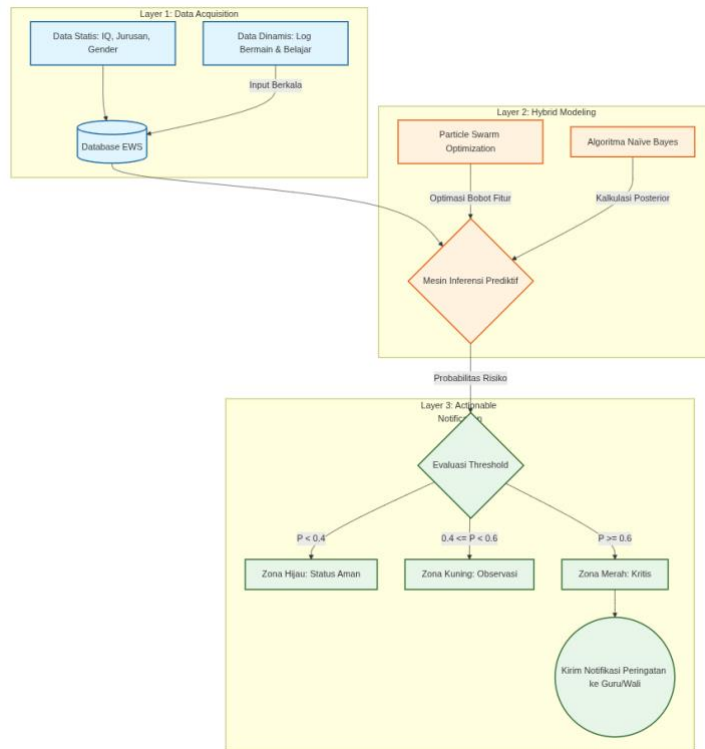 Layer 1: Data Acquisition
Data Statis: IQ, Jurusan,
Gender
Data Dinamis: Log
Bermain & Belajar
Input Berkala
Database EWS
Layer 2: Hybrid Modeling
Particle Swarm
Optimization
Algoritma Naïve Bayes
Optimasi Bobot Fitur
Kalkulasi Posterior
Mesin Inferensi Prediktif
Probabilitas Risiko
Layer 3: Actionable
Notification
Evaluasi Threshold
P < 0.4
0.4 <= P < 0.6
P >= 0.6
Zona Hijau: Status Aman
Zona Kuning: Observasi
Zona Merah: Kritis
Kirim Notifikasi Peringatan
ke Guru/Wali